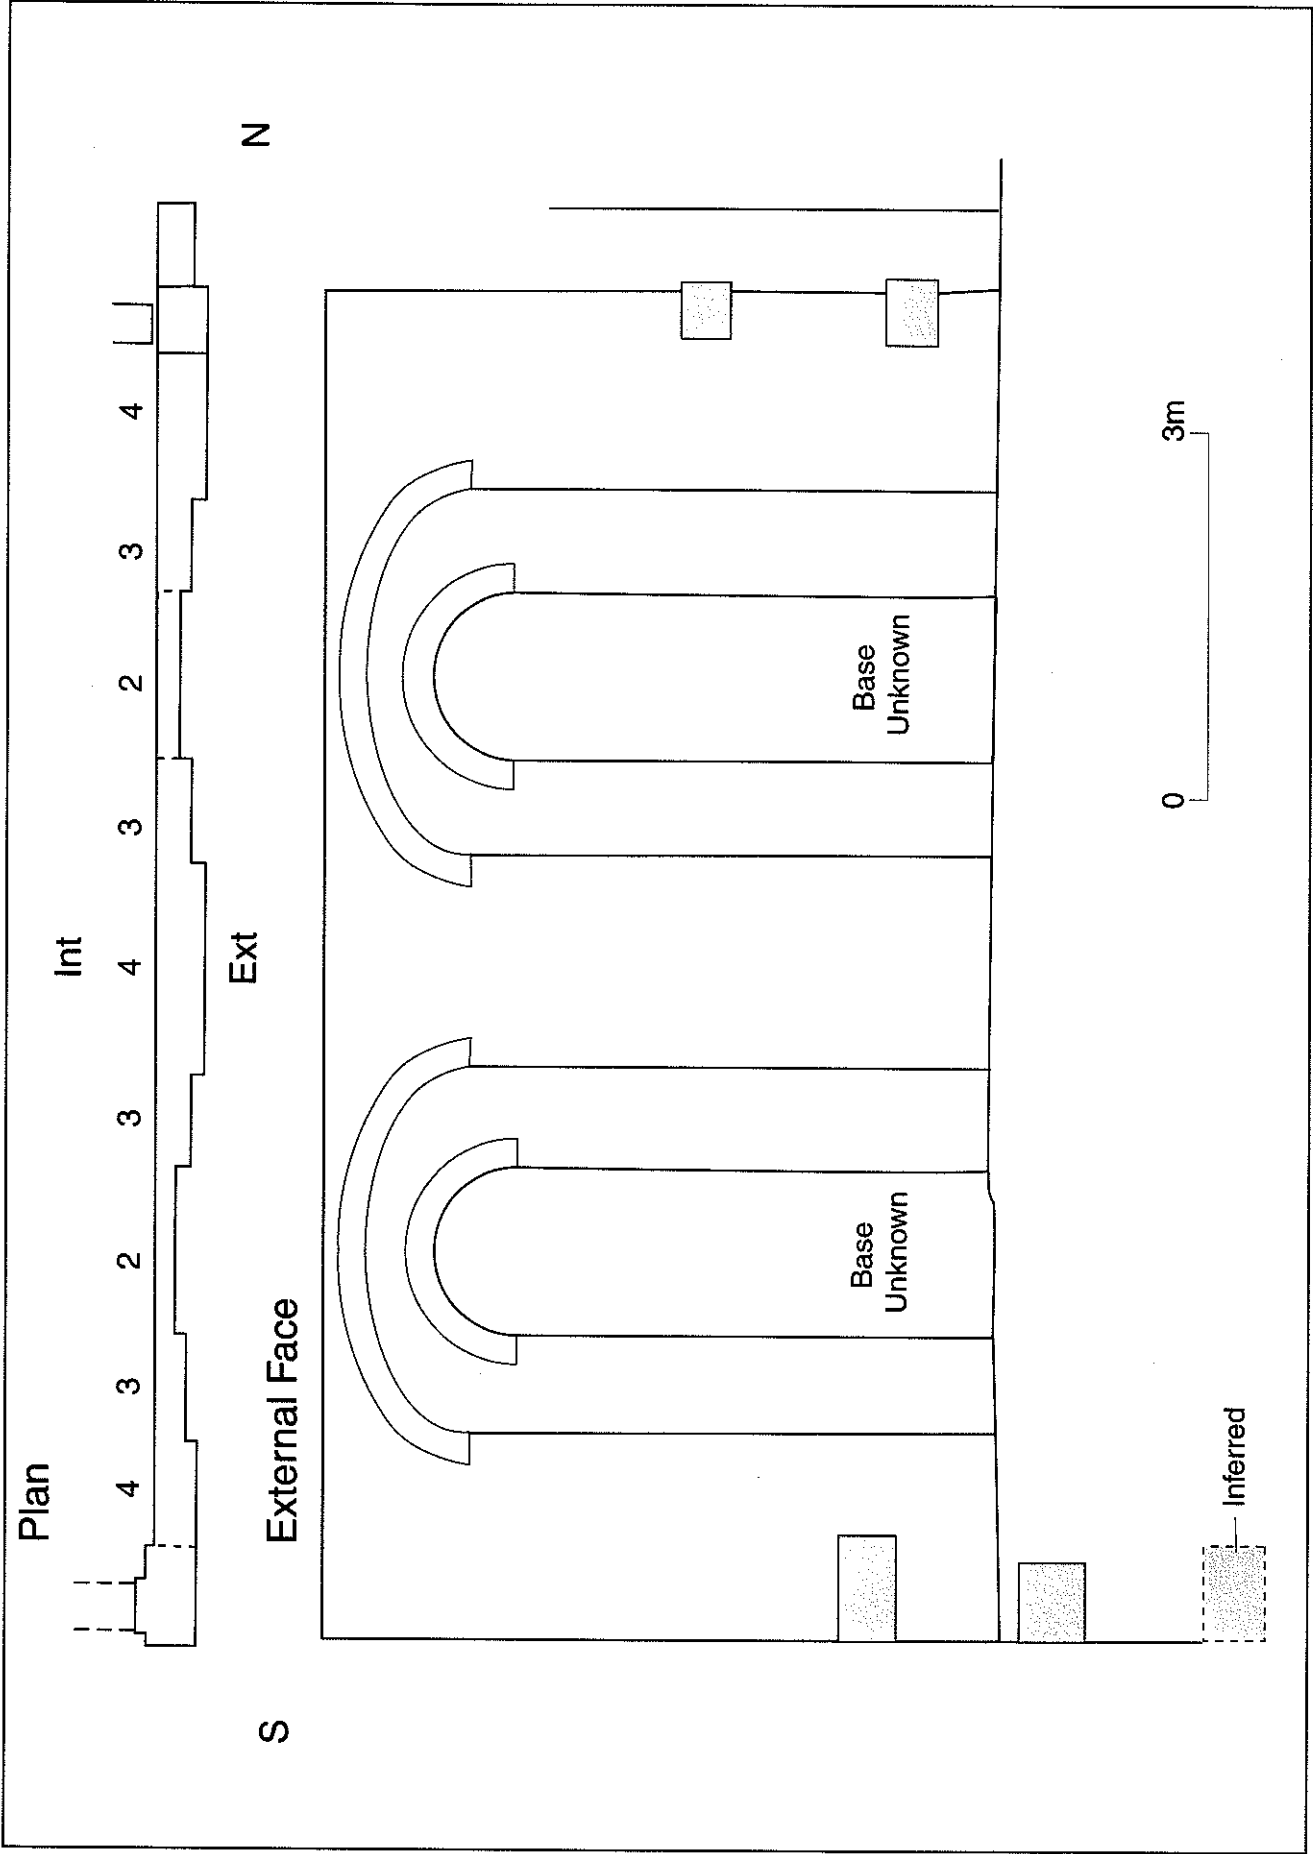 Plan
Int
4 3 2 3 4 3 2 3 4
Ext
S
N
External Face
Base
Unknown
Base
Unknown
0 3m
Inferred